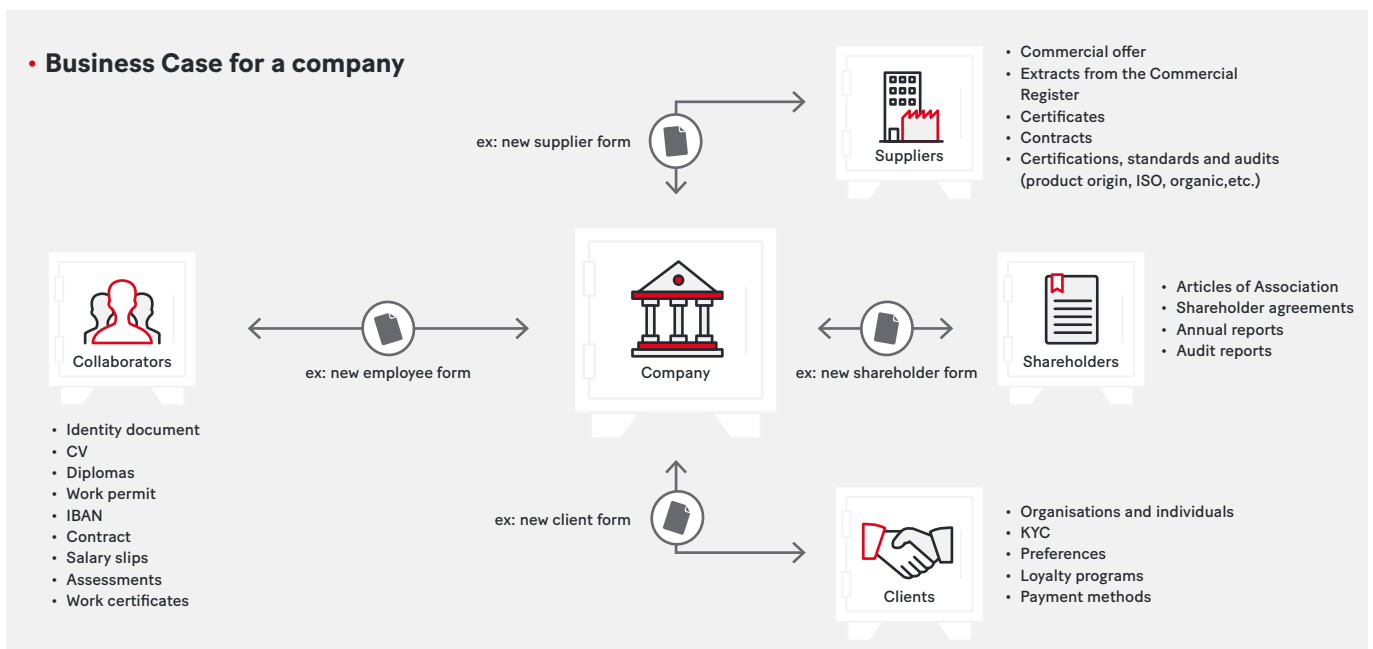 • Business Case for a company
ex: new supplier form
Suppliers
• Commercial offer
• Extracts from the Commercial
Register
• Certificates
• Contracts
• Certifications, standards and audits
(product origin, ISO, organic,etc.)
Collaborators
ex: new employee form
Company
ex: new shareholder form
Shareholders
• Articles of Association
• Shareholder agreements
• Annual reports
• Audit reports
• Identity document
• CV
• Diplomas
• Work permit
• IBAN
• Contract
• Salary slips
• Assessments
• Work certificates
ex: new client form
Clients
• Organisations and individuals
• KYC
• Preferences
• Loyalty programs
• Payment methods